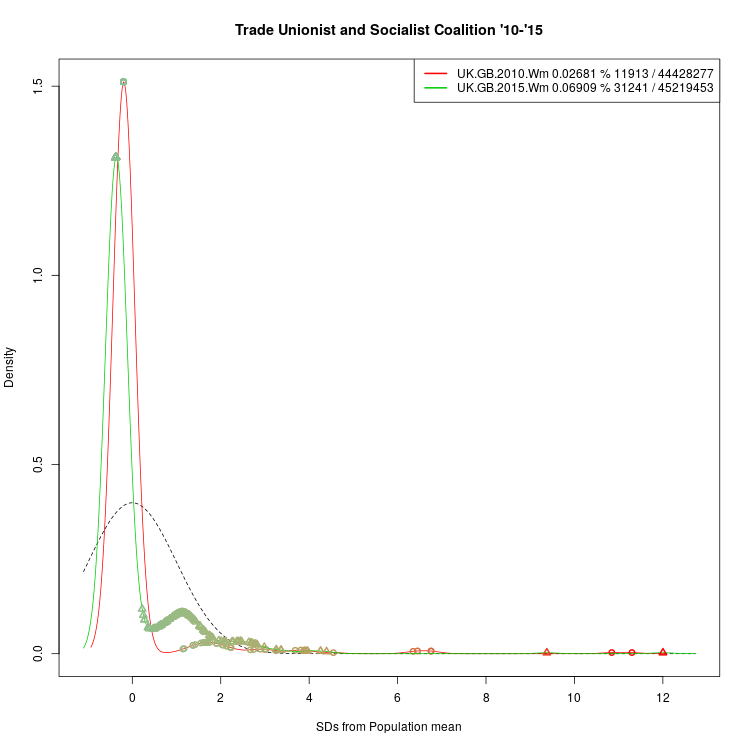 Trade Unionist and Socialist Coalition '10-'15
UK.GB.2010.Wm 0.02681 % 11913 / 44428277
UK.GB.2015.Wm 0.06909 % 31241 / 45219453
Density
1.5
1.0
0.5
0.0
0 2 4 6 8 10 12
SDs from Population mean